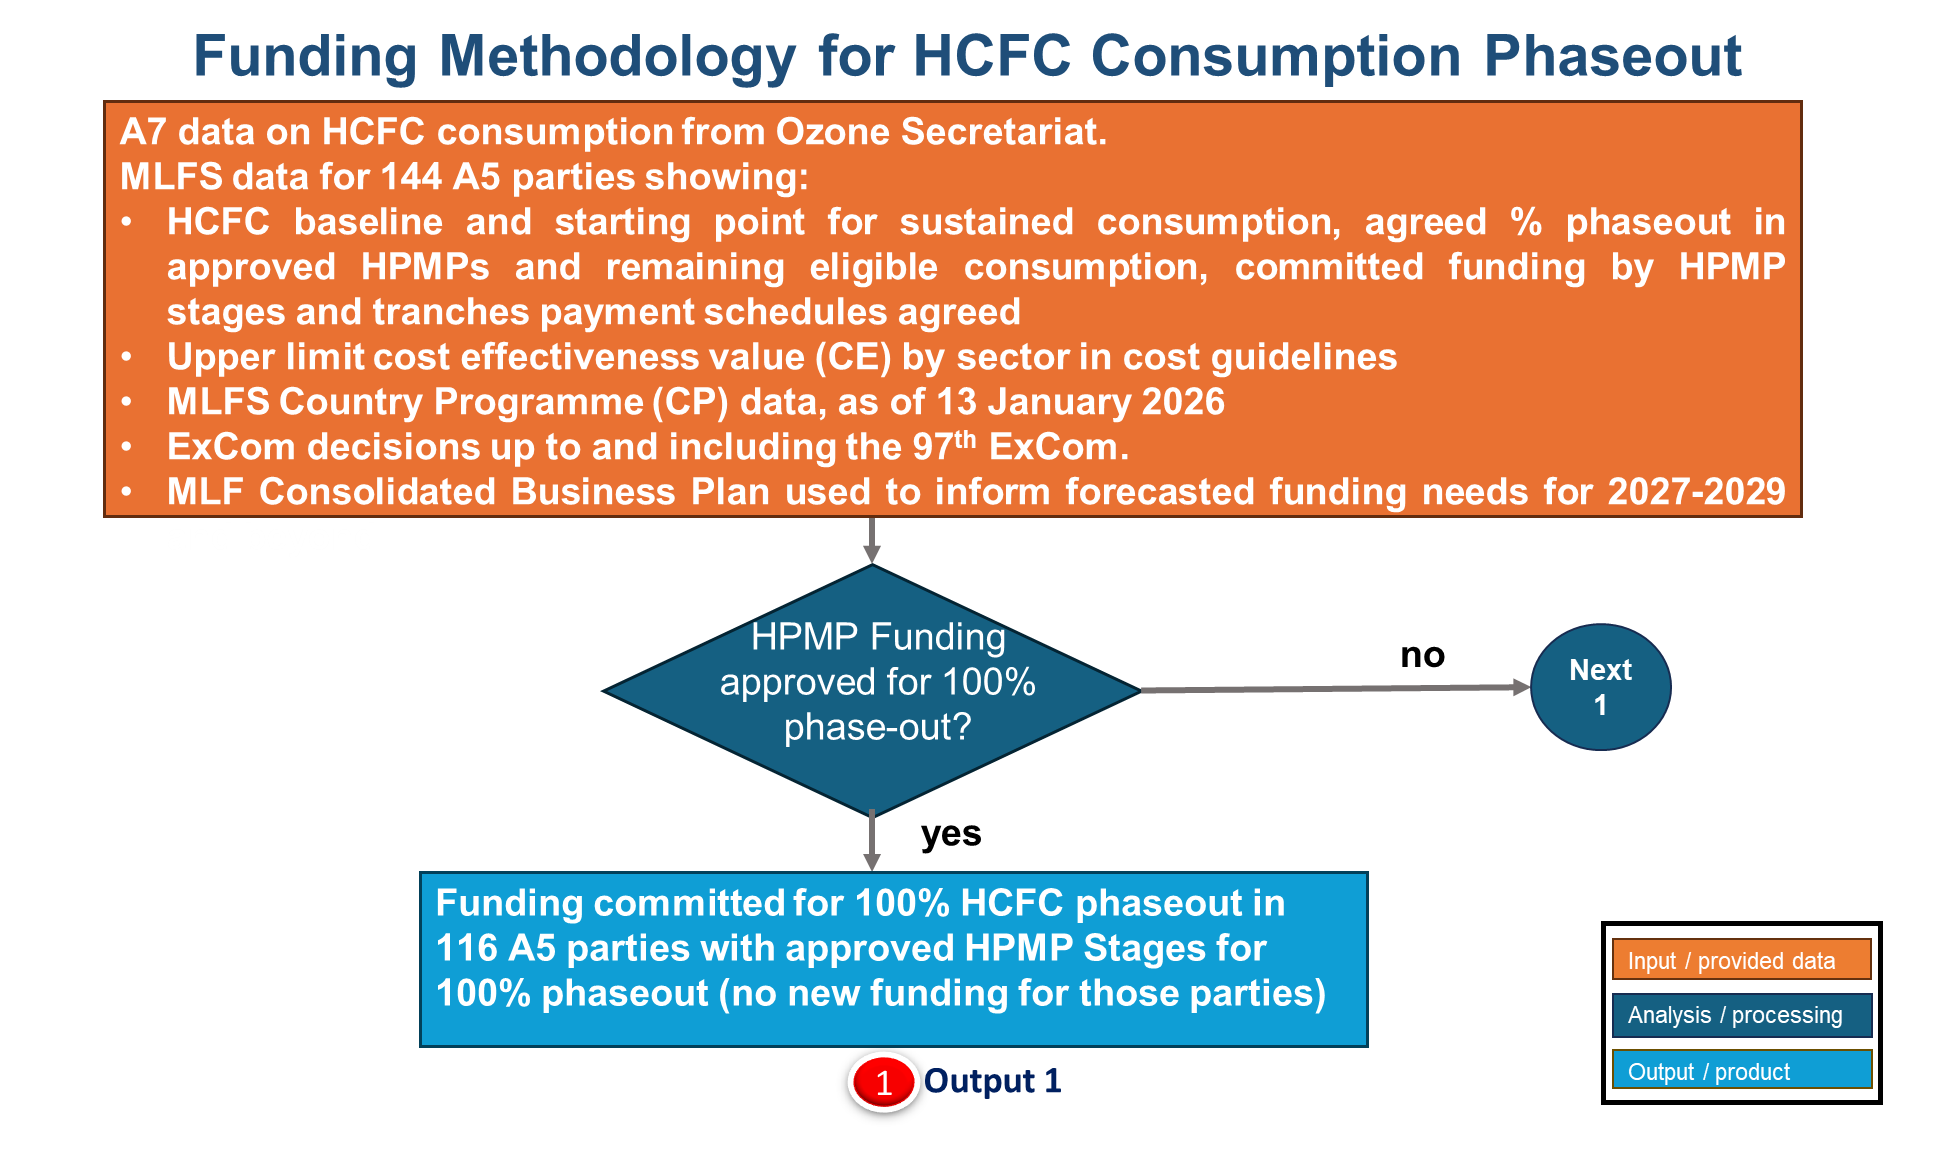 Funding Methodology for HCFC Consumption Phaseout
A7 data on HCFC consumption from Ozone Secretariat.
MLFS data for 144 A5 parties showing:
• HCFC baseline and starting point for sustained consumption, agreed % phaseout in
approved HPMPs and remaining eligible consumption, committed funding by HPMP
stages and tranches payment schedules agreed
• Upper limit cost effectiveness value (CE) by sector in cost guidelines
• MLFS Country Programme (CP) data, as of 13 January 2026
• ExCom decisions up to and including the 97th ExCom.
• MLF Consolidated Business Plan used to inform forecasted funding needs for 2027-2029
HPMP Funding
approved for 100%
phase-out?
no
Next
1
yes
Funding committed for 100% HCFC phaseout in
116 A5 parties with approved HPMP Stages for
100% phaseout (no new funding for those parties)
1 Output 1
Input / provided data
Analysis / processing
Output / product